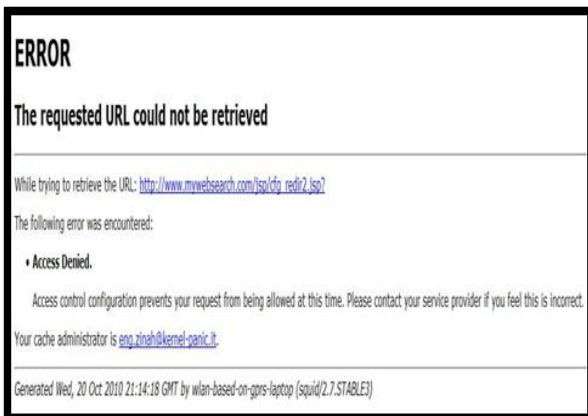 ERROR
The requested URL could not be retrieved
While trying to retrieve the URL: http://www.mywebsearch.com/jsp/cfg_redir2.jsp?
The following error was encountered:
• Access Denied.
Access control configuration prevents your request from being allowed at this time. Please contact your service provider if you feel this is incorrect.
Your cache administrator is eng.zinah@kernel-panic.it.
Generated Wed, 20 Oct 2010 21:14:18 GMT by wlan-based-on-gprs-laptop (squid/2.7.STABLE3)